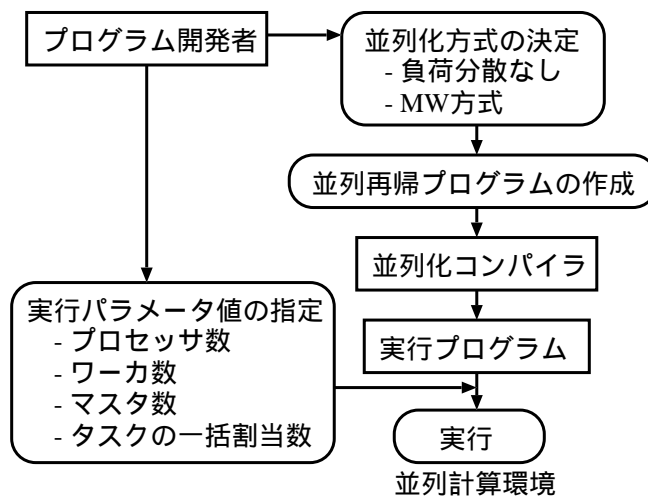 プログラム開発者
並列化方式の決定
- 負荷分散なし
- MW方式
並列再帰プログラムの作成
並列化コンパイラ
実行パラメータ値の指定
- プロセッサ数
- ワーカ数
- マスタ数
- タスクの一括割当数
実行プログラム
実行
並列計算環境